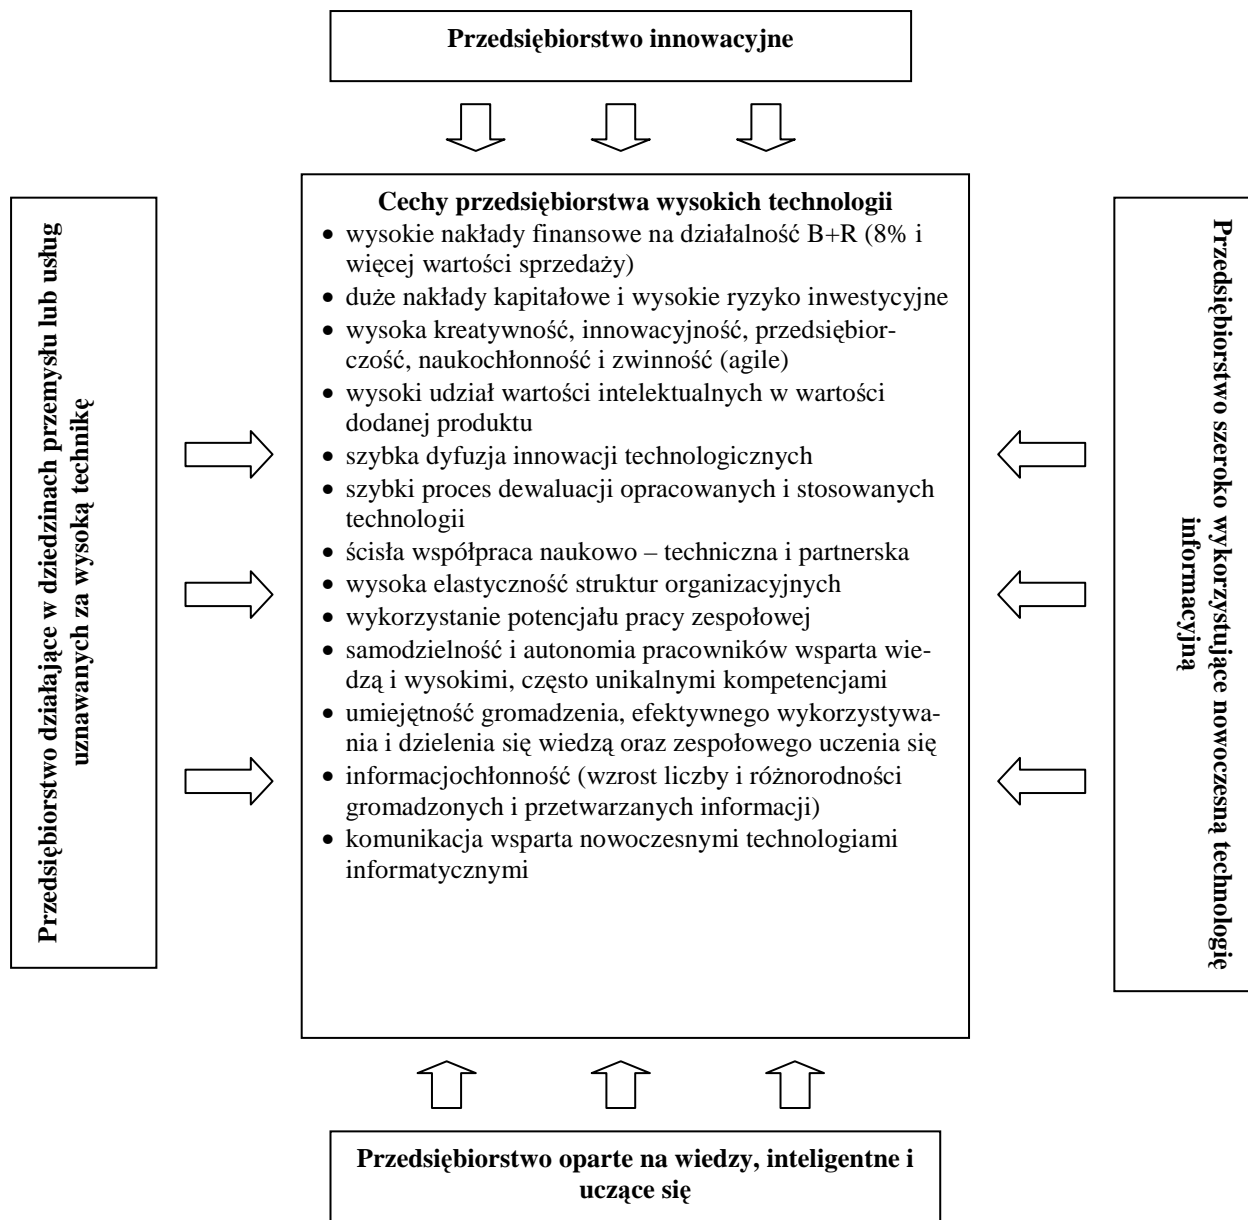 Przedsiębiorstwo innowacyjne
Przedsiębiorstwo działające w dziedzinach przemysłu lub usług
uznawanych za wysoką technikę
Cechy przedsiębiorstwa wysokich technologii
• wysokie nakłady finansowe na działalność B+R (8% i
więcej wartości sprzedaży)
• duże nakłady kapitałowe i wysokie ryzyko inwestycyjne
• wysoka kreatywność, innowacyjność, przedsiębior-
czość, naukochłonność i zwinność (agile)
• wysoki udział wartości intelektualnych w wartości
dodanej produktu
• szybka dyfuzja innowacji technologicznych
• szybki proces dewaluacji opracowanych i stosowanych
technologii
• ścisła współpraca naukowo – techniczna i partnerska
• wysoka elastyczność struktur organizacyjnych
• wykorzystanie potencjału pracy zespołowej
• samodzielność i autonomia pracowników wsparta wie-
dzą i wysokimi, często unikalnymi kompetencjami
• umiejętność gromadzenia, efektywnego wykorzystywa-
nia i dzielenia się wiedzą oraz zespołowego uczenia się
• informacjochłonność (wzrost liczby i różnorodności
gromadzonych i przetwarzanych informacji)
• komunikacja wsparta nowoczesnymi technologiami
informatycznymi
Przedsiębiorstwo szeroko wykorzystujące nowoczesną technologię
informacyjną
Przedsiębiorstwo oparte na wiedzy, inteligentne i
uczące się